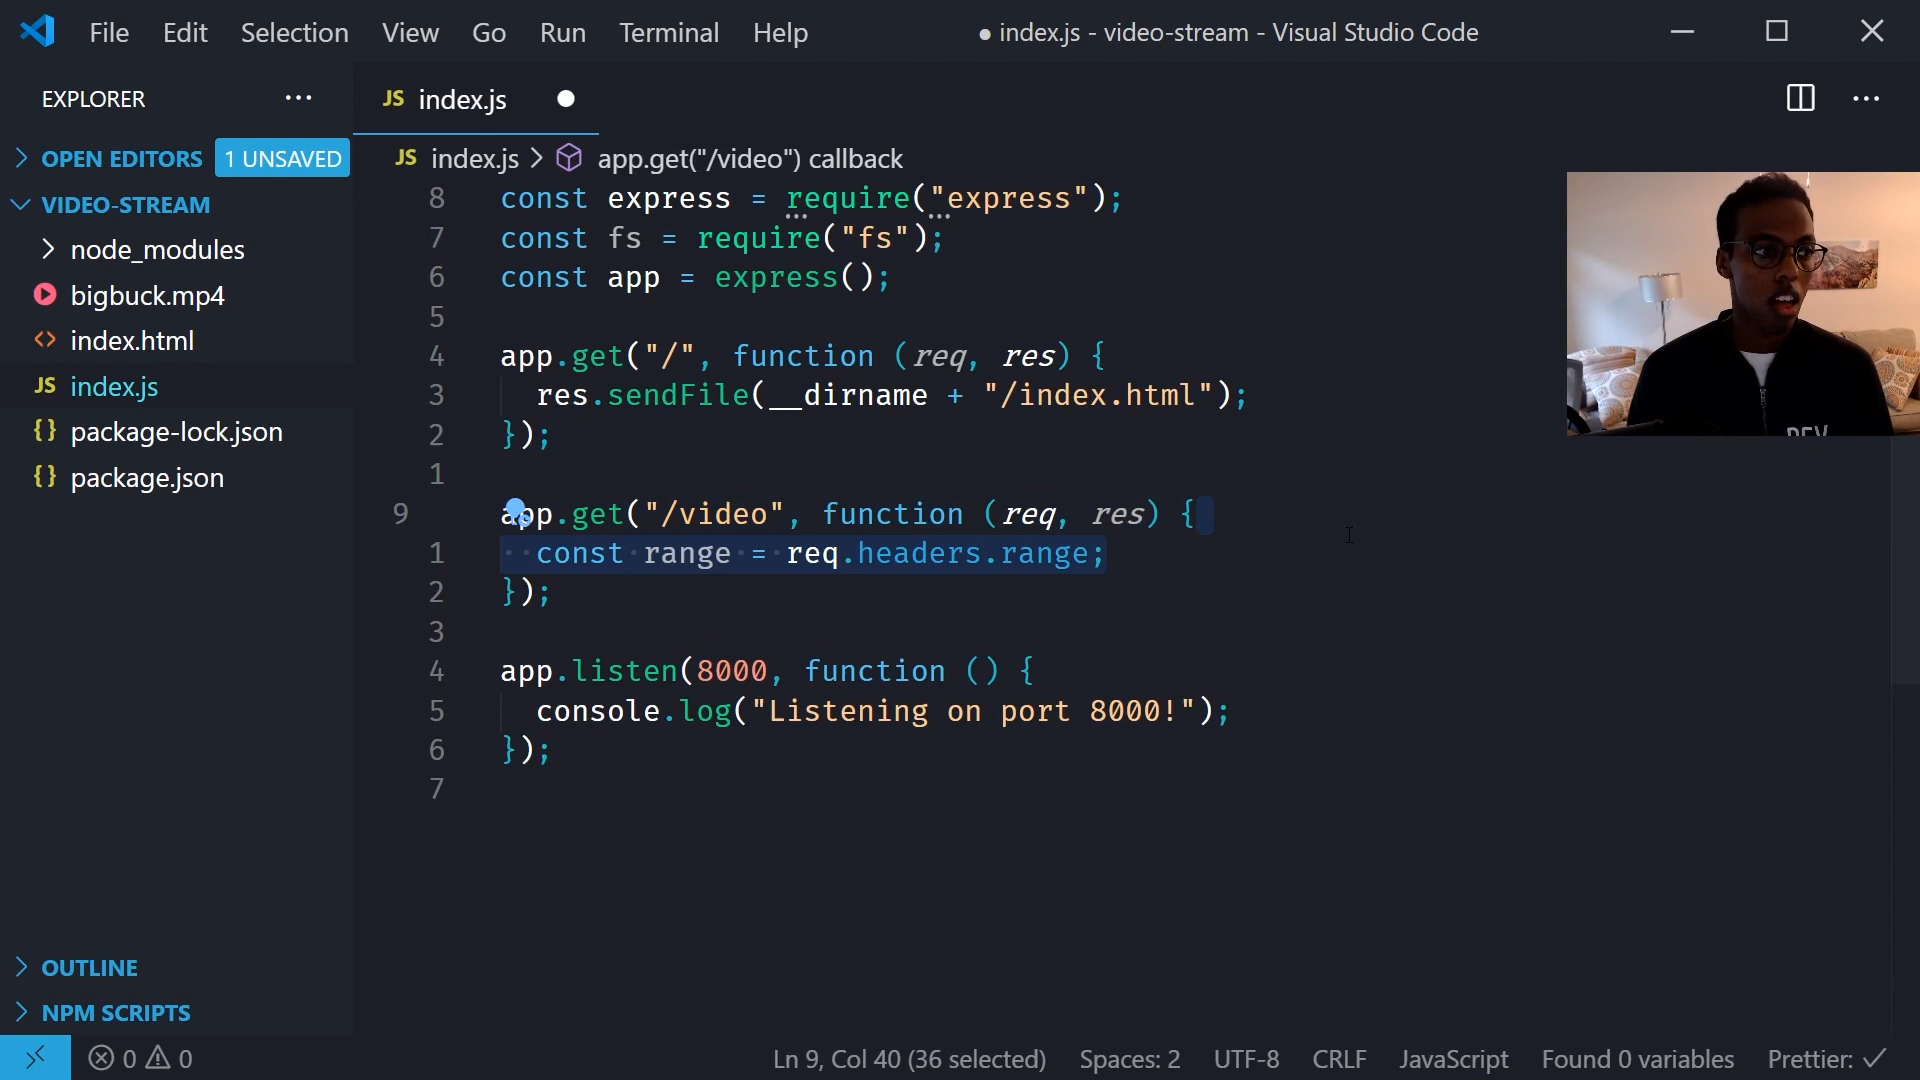 File Edit Selection View Go Run Terminal Help ● index.js - video-stream - Visual Studio Code
EXPLORER ···
JS index.js ●
OPEN EDITORS 1 UNSAVED
JS index.js > app.get("/video") callback
VIDEO-STREAM
node_modules
bigbuck.mp4
<> index.html
JS index.js
{} package-lock.json
{} package.json
8 const express = require("express");
7 const fs = require("fs");
6 const app = express();
5
4 app.get("/", function (req, res) {
3 res.sendFile(__dirname + "/index.html");
2 });
1
9 app.get("/video", function (req, res) {
1 const range = req.headers.range;
2 });
3
4 app.listen(8000, function () {
5 console.log("Listening on port 8000!");
6 });
7
OUTLINE
NPM SCRIPTS
0 0 Ln 9, Col 40 (36 selected) Spaces: 2 UTF-8 CRLF JavaScript Found 0 variables Prettier: ✓